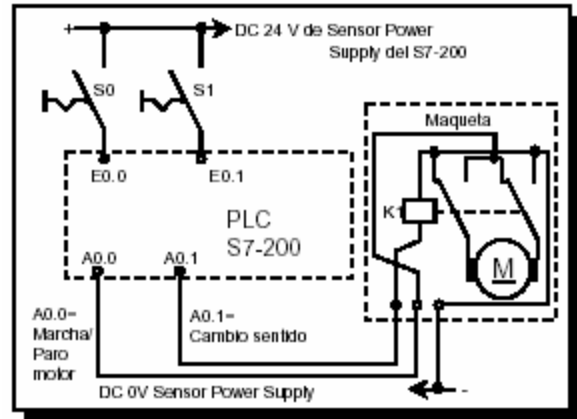 +
DC 24 V de Sensor Power
Supply del S7-200
S0
S1
Maqueta
E0.0
E0.1
K1
PLC
S7-200
A0.0
A0.1
M
A0.0=
Marcha/
Paro
motor
A0.1=
Cambio sentido
DC 0V Sensor Power Supply
-